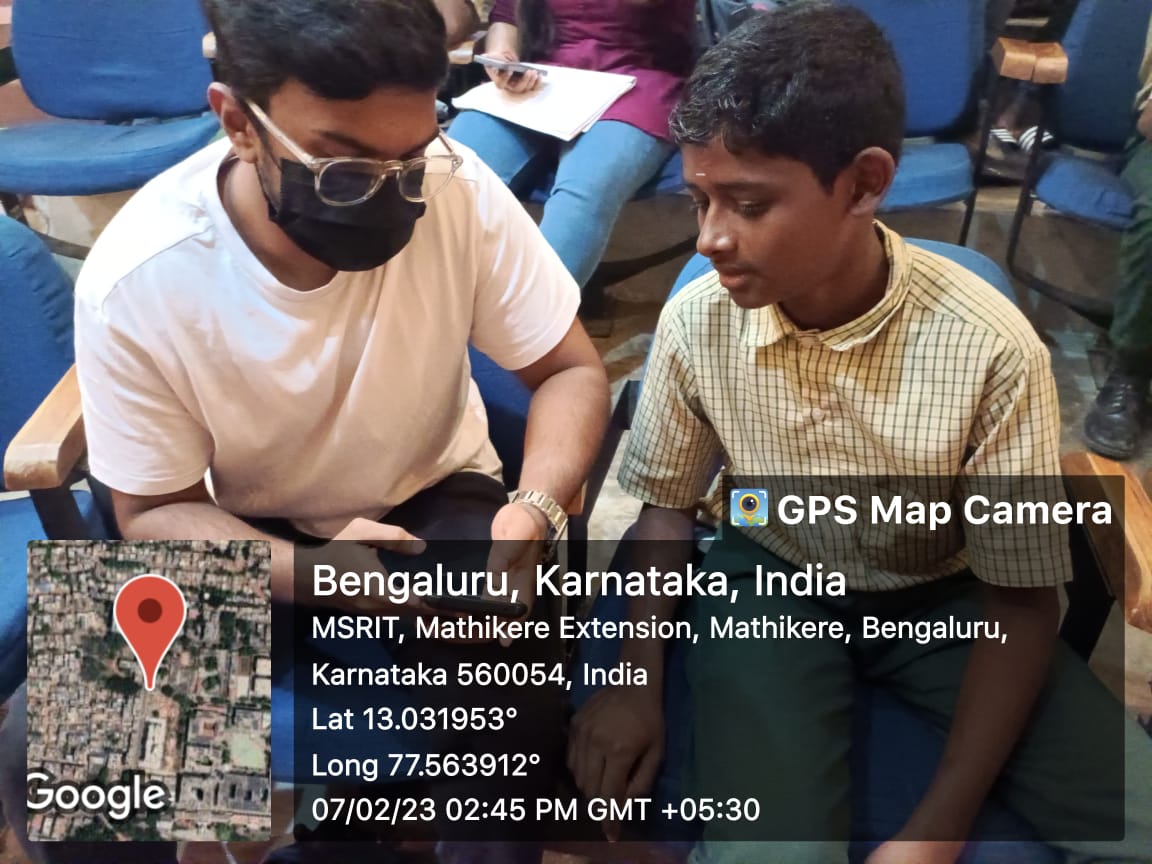 GPS Map Camera
Bengaluru, Karnataka, India
MSRIT, Mathikere Extension, Mathikere, Bengaluru,
Karnataka 560054, India
Lat 13.031953°
Long 77.563912°
07/02/23 02:45 PM GMT +05:30
Google